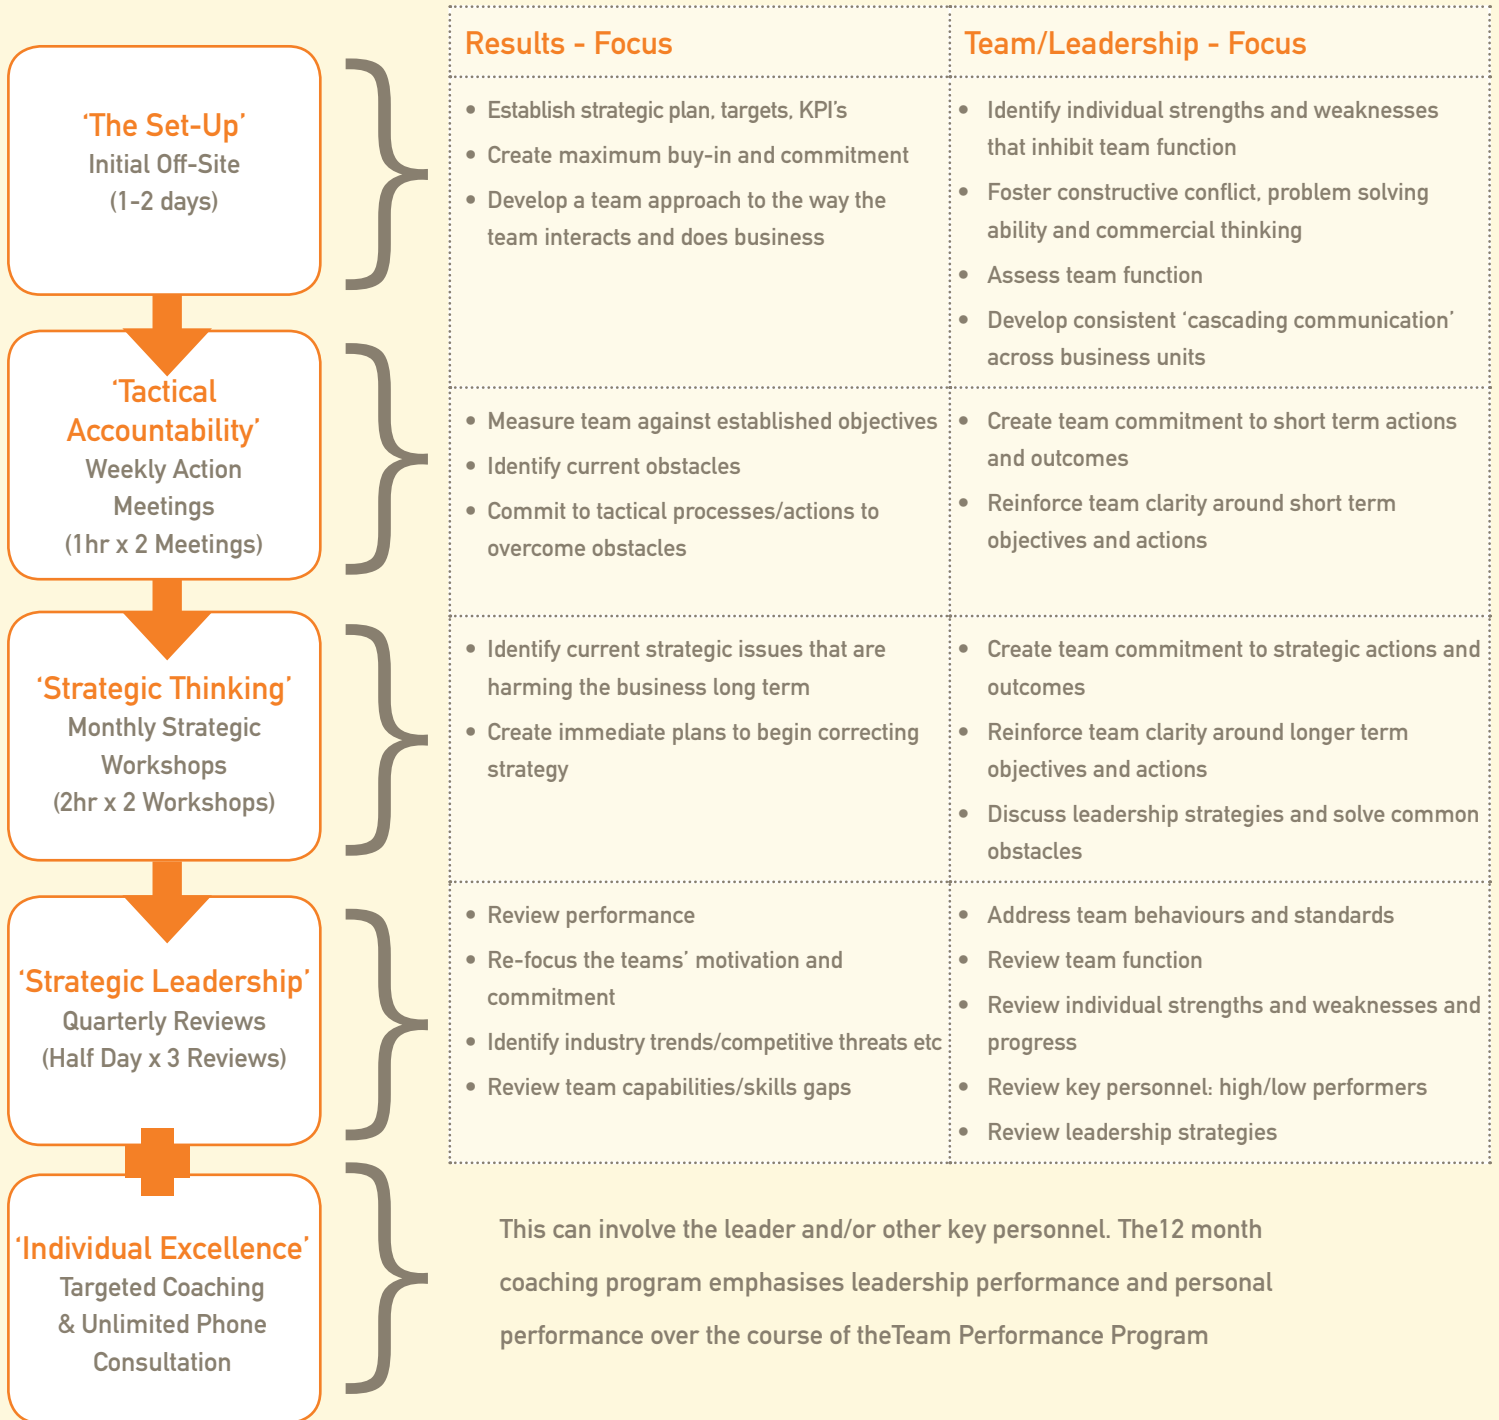 Results - Focus
Team/Leadership - Focus
‘The Set-Up’
Initial Off-Site
(1-2 days)
• Establish strategic plan, targets, KPI’s
• Create maximum buy-in and commitment
• Develop a team approach to the way the
team interacts and does business
• Identify individual strengths and weaknesses
that inhibit team function
• Foster constructive conflict, problem solving
ability and commercial thinking
• Assess team function
• Develop consistent ‘cascading communication’
across business units
‘Tactical
Accountability’
Weekly Action
Meetings
(1hr x 2 Meetings)
• Measure team against established objectives
• Identify current obstacles
• Commit to tactical processes/actions to
overcome obstacles
• Create team commitment to short term actions
and outcomes
• Reinforce team clarity around short term
objectives and actions
‘Strategic Thinking’
Monthly Strategic
Workshops
(2hr x 2 Workshops)
• Identify current strategic issues that are
harming the business long term
• Create immediate plans to begin correcting
strategy
• Create team commitment to strategic actions and
outcomes
• Reinforce team clarity around longer term
objectives and actions
• Discuss leadership strategies and solve common
obstacles
‘Strategic Leadership’
Quarterly Reviews
(Half Day x 3 Reviews)
• Review performance
• Re-focus the teams’ motivation and
commitment
• Identify industry trends/competitive threats etc
• Review team capabilities/skills gaps
• Address team behaviours and standards
• Review team function
• Review individual strengths and weaknesses and
progress
• Review key personnel: high/low performers
• Review leadership strategies
‘Individual Excellence’
Targeted Coaching
& Unlimited Phone
Consultation
This can involve the leader and/or other key personnel. The12 month
coaching program emphasises leadership performance and personal
performance over the course of theTeam Performance Program